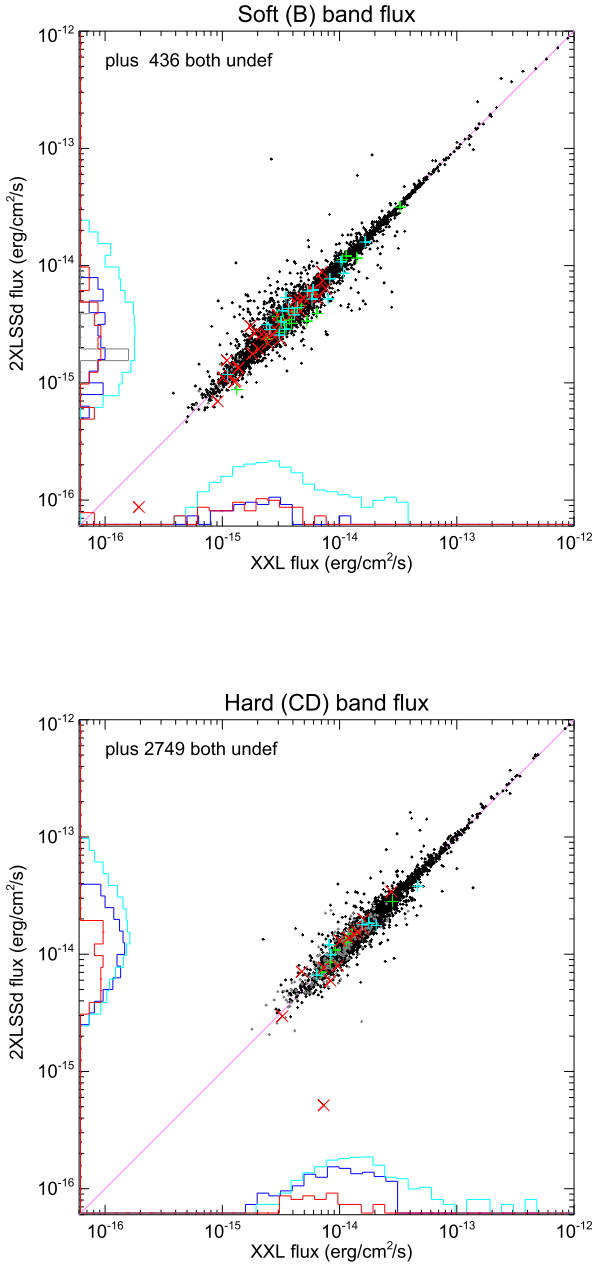 Soft (B) band flux
plus 436 both undef
2XLSSd flux (erg/cm²/s)
10⁻¹²
10⁻¹³
10⁻¹⁴
10⁻¹⁵
10⁻¹⁶
10⁻¹⁶ 10⁻¹⁵ 10⁻¹⁴ 10⁻¹³ 10⁻¹²
XXL flux (erg/cm²/s)
Hard (CD) band flux
plus 2749 both undef
2XLSSd flux (erg/cm²/s)
10⁻¹²
10⁻¹³
10⁻¹⁴
10⁻¹⁵
10⁻¹⁶
10⁻¹⁶ 10⁻¹⁵ 10⁻¹⁴ 10⁻¹³ 10⁻¹²
XXL flux (erg/cm²/s)